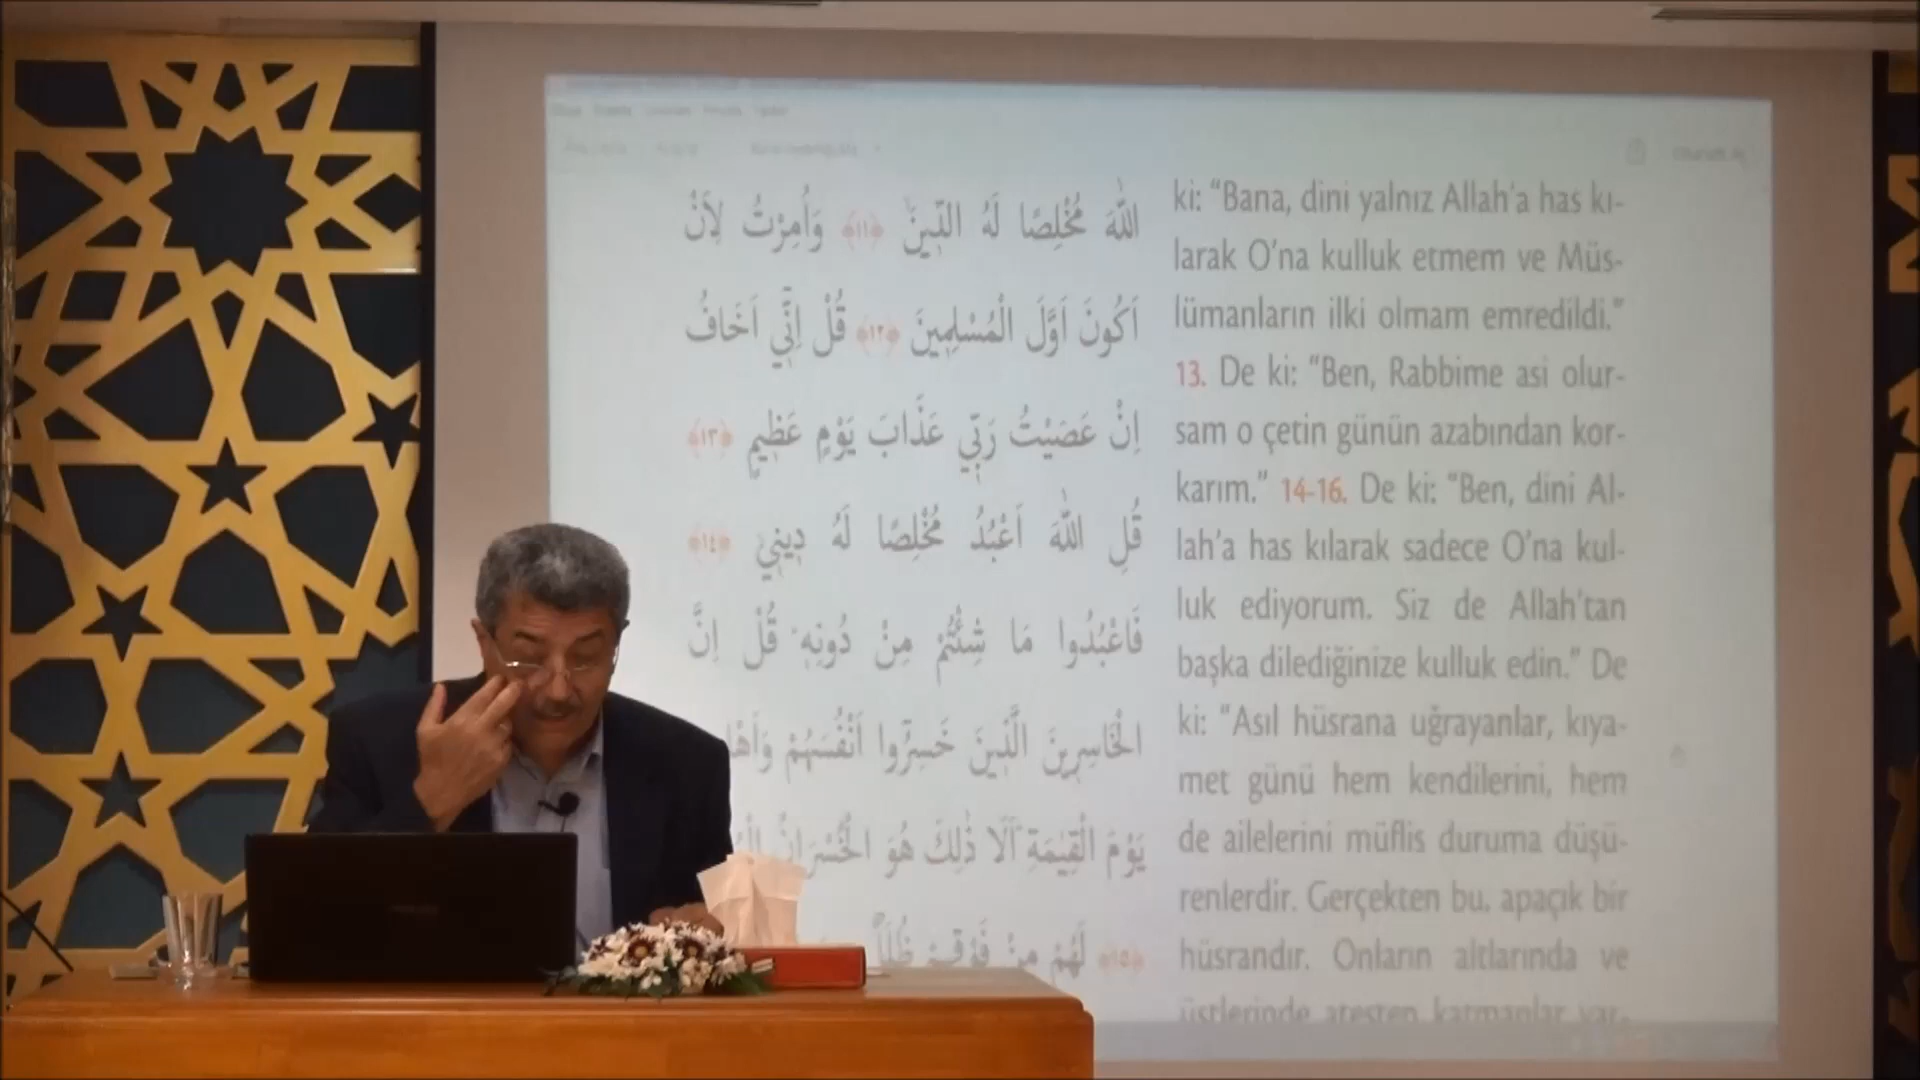 اللّٰهَ مُخْلِصًا لَهُ الدّ۪ينَۙ ﴿١١﴾ وَاُمِرْتُ لِاَنْ
اَكُونَ اَوَّلَ الْمُسْلِم۪ينَ ﴿١٢﴾ قُلْ اِنّ۪ٓي اَخَافُ
اِنْ عَصَيْتُ رَبّ۪ي عَذَابَ يَوْمٍ عَظ۪يمٍ ﴿١٣﴾
قُلِ اللّٰهَ اَعْبُدُ مُخْلِصًا لَهُ د۪ين۪يۙ ﴿١٤﴾
فَاعْبُدُوا مَا شِئْتُمْ مِنْ دُونِه۪ۜ قُلْ اِنَّ
الْخَاسِر۪ينَ الَّذ۪ينَ خَسِرُٓوا اَنْفُسَهُمْ
يَوْمَ الْقِيٰمَةِۜ اَلَا ذٰلِكَ هُوَ الْخُسْرَانُ
﴿١٥﴾ لَهُمْ مِنْ فَوْقِهِمْ ظُلَلٌ
ki: “Bana, dini yalnız Allah’a has kı-
larak O’na kulluk etmem ve Müs-
lümanların ilki olmam emredildi.”
13. De ki: “Ben, Rabbime asi olur-
sam o çetin günün azabından kor-
karım.” 14-16. De ki: “Ben, dini Al-
lah’a has kılarak sadece O’na kul-
luk ediyorum. Siz de Allah’tan
başka dilediğinize kulluk edin.” De
ki: “Asıl hüsrana uğrayanlar, kıya-
met günü hem kendilerini, hem
de ailelerini müflis duruma düşü-
renlerdir. Gerçekten bu, apaçık bir
hüsrandır. Onların altlarında ve
üstlerinde ateşten katmanlar var-